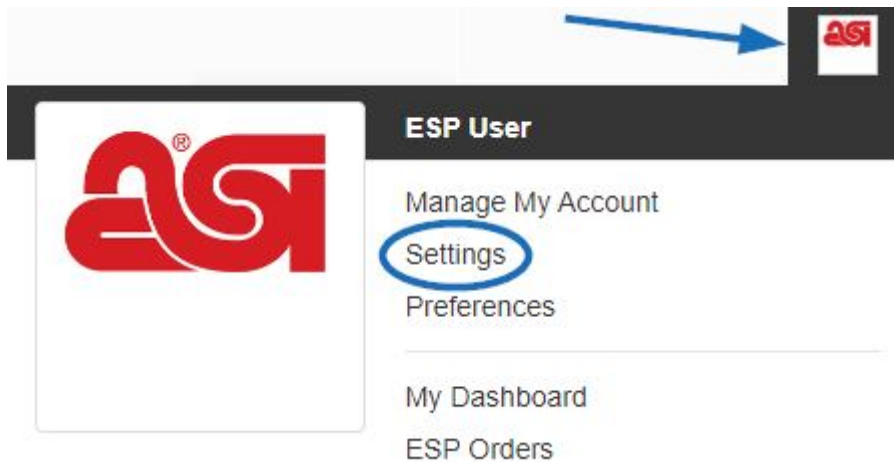 asi
ESP User
®
asi
Manage My Account
Settings
Preferences
My Dashboard
ESP Orders